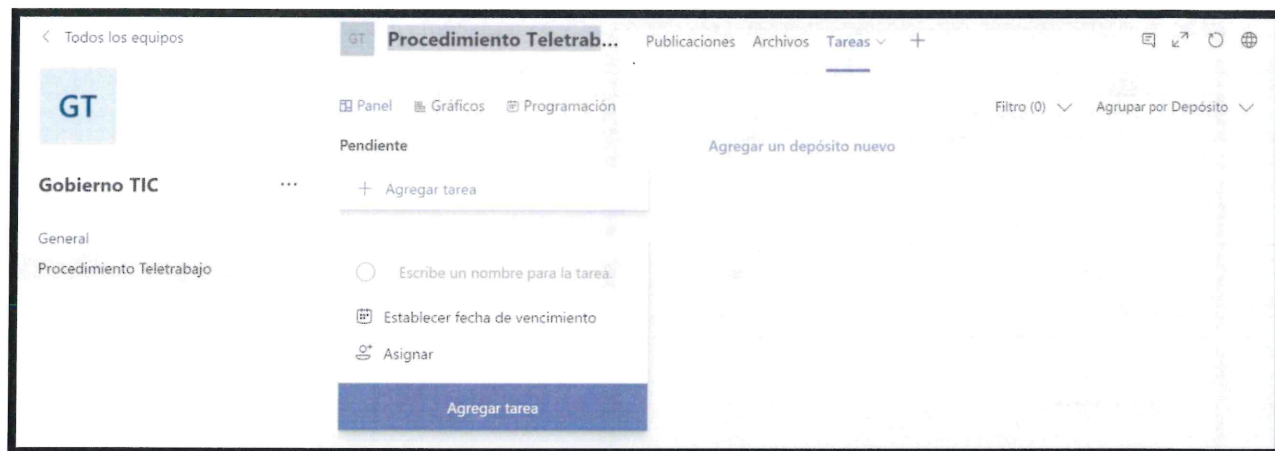 Todos los equipos
GT
Gobierno TIC
General
Procedimiento Teletrabajo
GT Procedimiento Teletrab... Publicaciones Archivos Tareas
Panel Gráficos Programación Filtro (0) Agrupar por Depósito
Pendiente Agregar un depósito nuevo
Agregar tarea
Escribe un nombre para la tarea.
Establecer fecha de vencimiento
Asignar
Agregar tarea